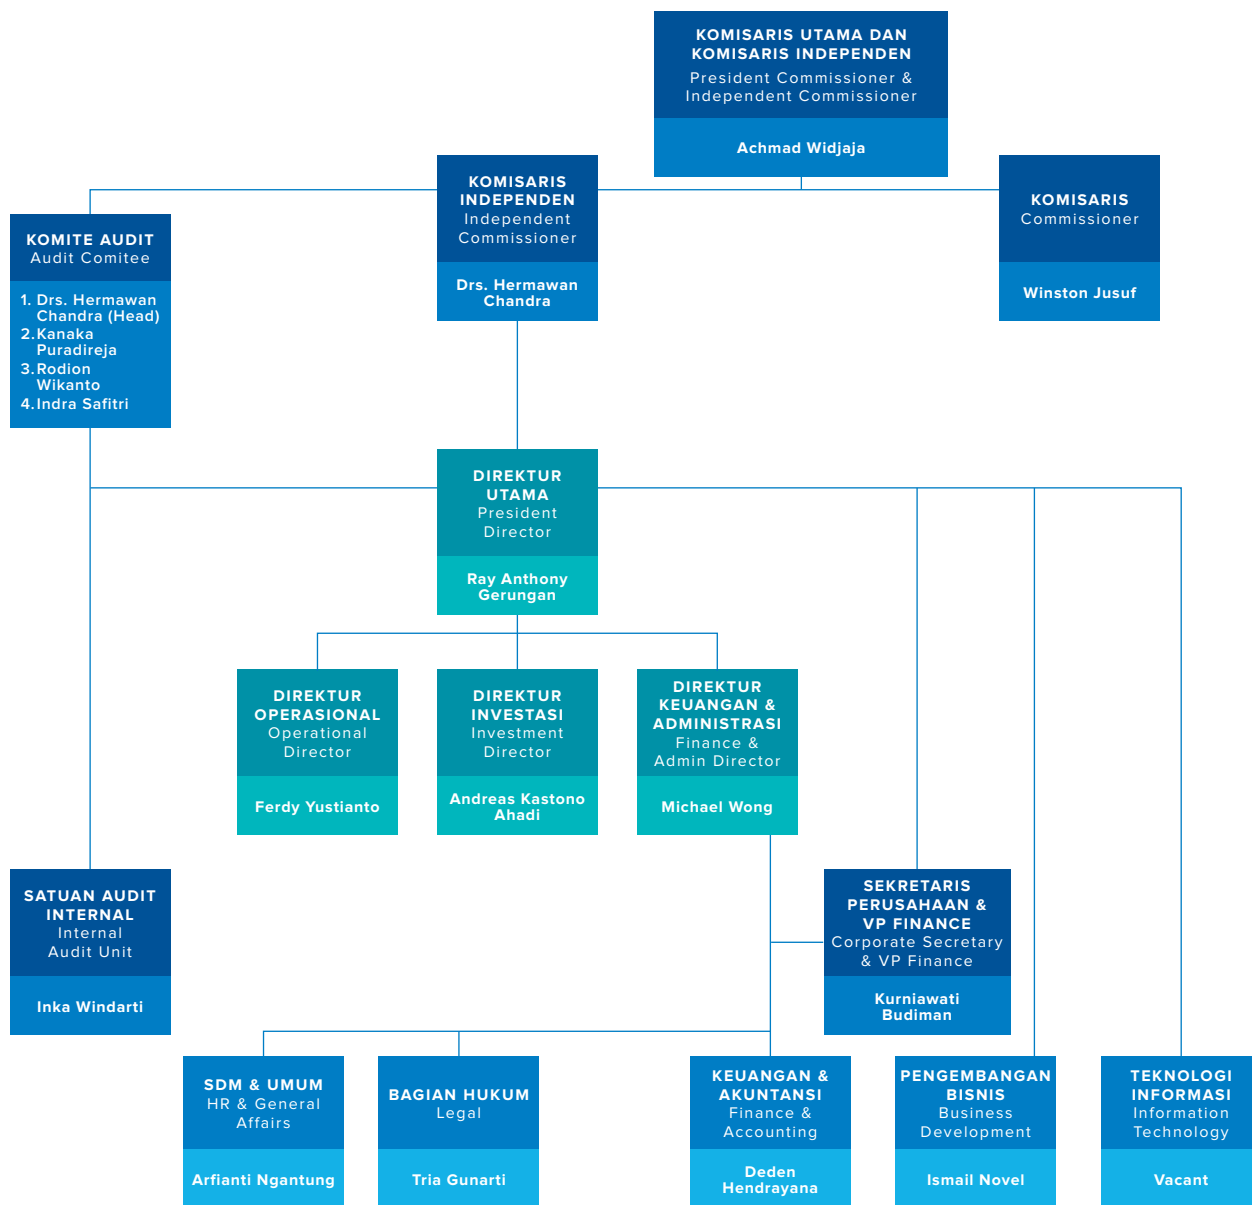 KOMISARIS UTAMA DAN
KOMISARIS INDEPENDEN
President Commissioner &
Independent Commissioner
Achmad Widjaja
KOMISARIS
INDEPENDEN
Independent
Commissioner
Drs. Hermawan
Chandra
KOMISARIS
Commissioner
Winston Jusuf
KOMITE AUDIT
Audit Comitee
1. Drs. Hermawan
Chandra (Head)
2. Kanaka
Puradireja
3. Rodion
Wikanto
4. Indra Safitri
DIREKTUR
UTAMA
President
Director
Ray Anthony
Gerungan
DIREKTUR
OPERASIONAL
Operational
Director
Ferdy Yustianto
DIREKTUR
INVESTASI
Investment
Director
Andreas Kastono
Ahadi
DIREKTUR
KEUANGAN &
ADMINISTRASI
Finance &
Admin Director
Michael Wong
SATUAN AUDIT
INTERNAL
Internal
Audit Unit
Inka Windarti
SEKRETARIS
PERUSAHAAN &
VP FINANCE
Corporate Secretary
& VP Finance
Kurniawati
Budiman
SDM & UMUM
HR & General
Affairs
Arfianti Ngantung
BAGIAN HUKUM
Legal
Tria Gunarti
KEUANGAN &
AKUNTANSI
Finance &
Accounting
Deden
Hendrayana
PENGEMBANGAN
BISNIS
Business
Development
Ismail Novel
TEKNOLOGI
INFORMASI
Information
Technology
Vacant